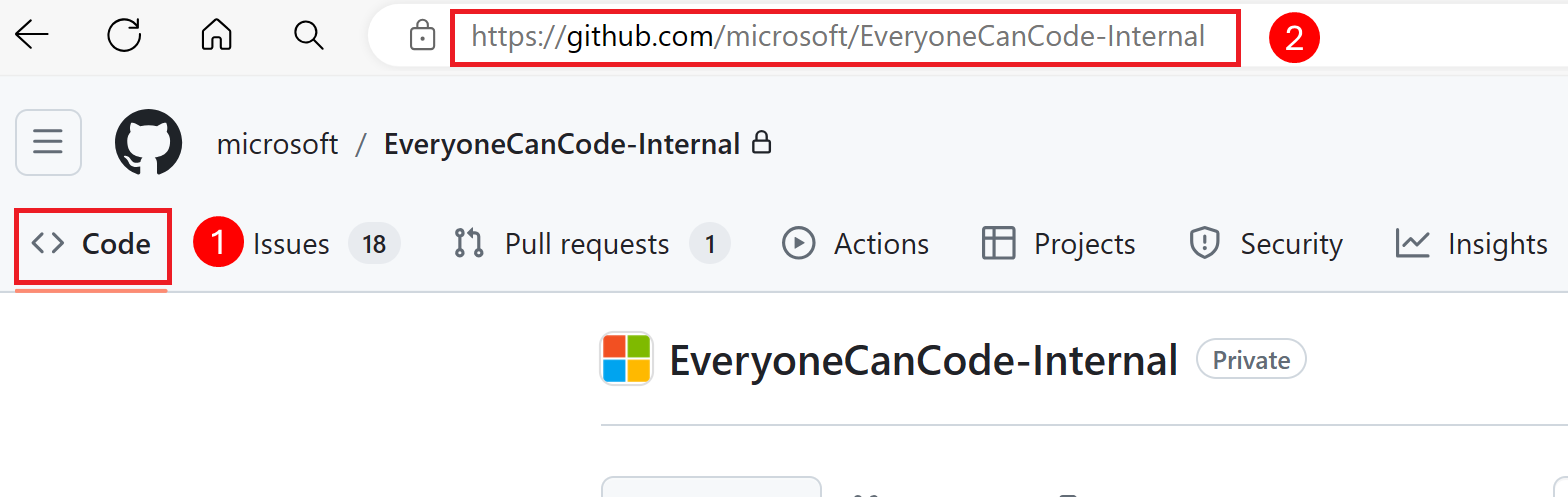 https://github.com/microsoft/EveryoneCanCode-Internal 2
microsoft / EveryoneCanCode-Internal
Code 1 Issues 18 Pull requests 1 Actions Projects Security Insights
EveryoneCanCode-Internal Private